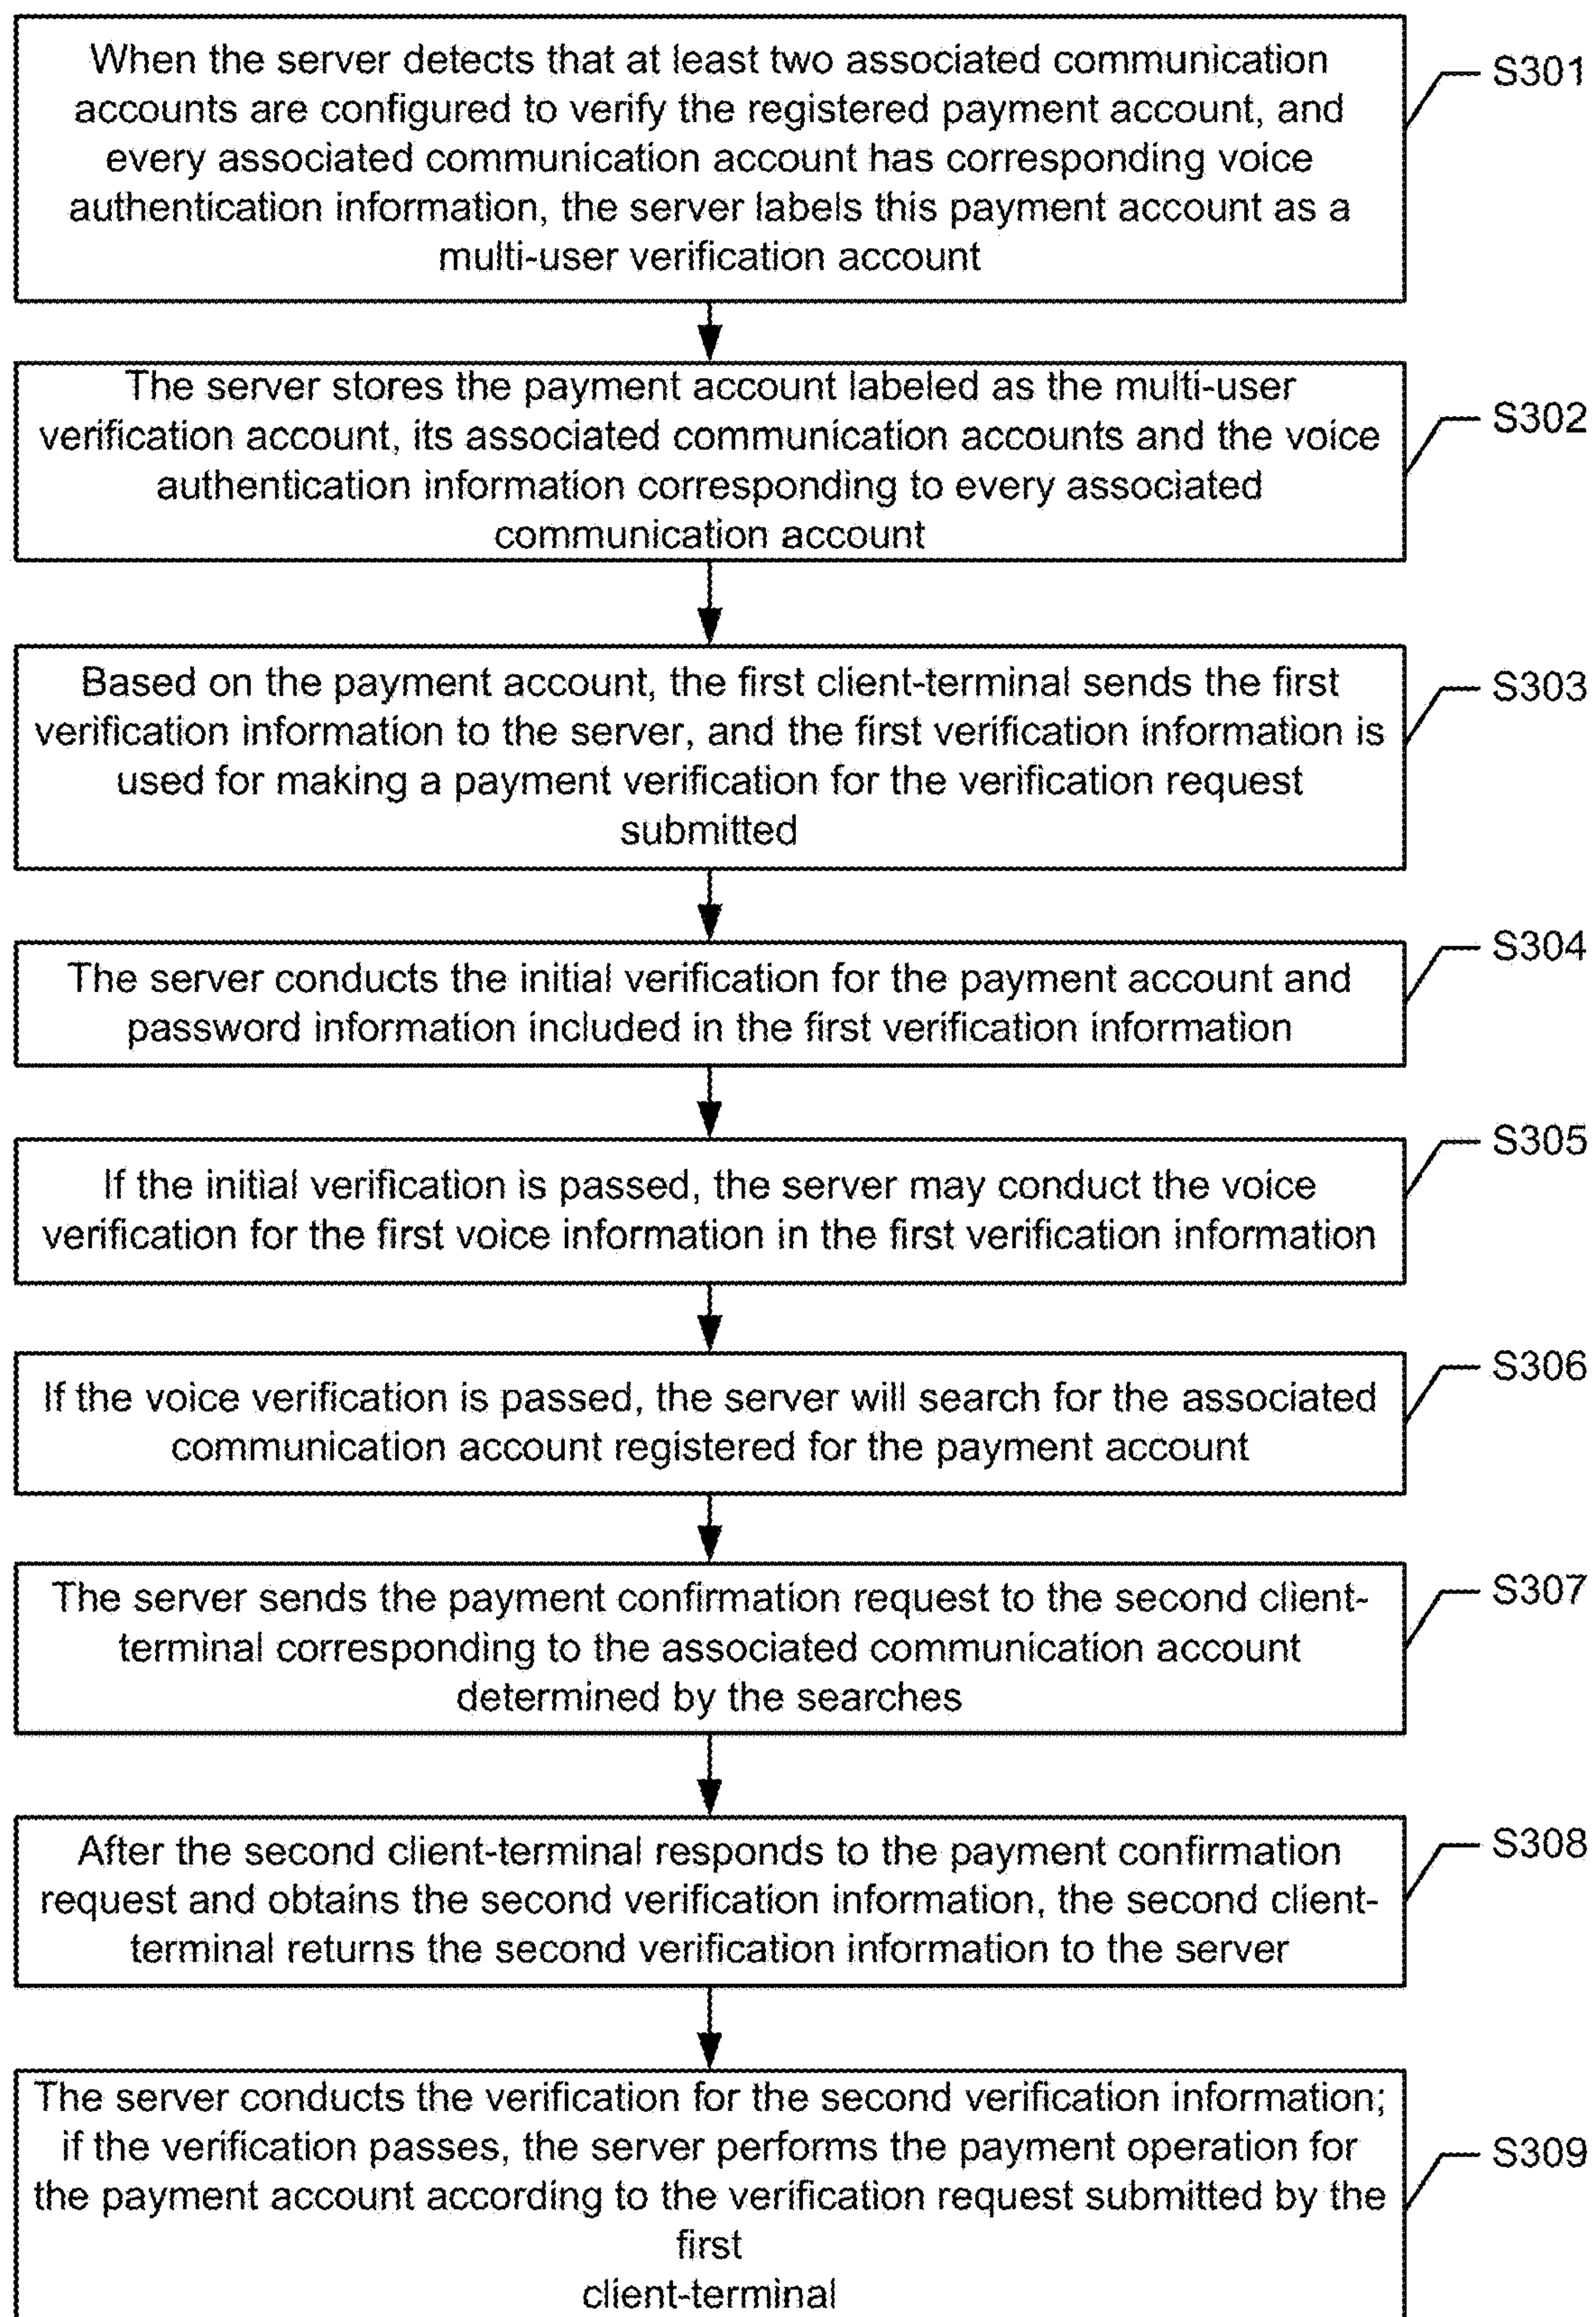 When the server detects that at least two associated communication
accounts are configured to verify the registered payment account, and
every associated communication account has corresponding voice
authentication information, the server labels this payment account as a
multi-user verification account
S301
The server stores the payment account labeled as the multi-user
verification account, its associated communication accounts and the voice
authentication information corresponding to every associated
communication account
S302
Based on the payment account, the first client-terminal sends the first
verification information to the server, and the first verification information is
used for making a payment verification for the verification request
submitted
S303
The server conducts the initial verification for the payment account and
password information included in the first verification information
S304
If the initial verification is passed, the server may conduct the voice
verification for the first voice information in the first verification information
S305
If the voice verification is passed, the server will search for the associated
communication account registered for the payment account
S306
The server sends the payment confirmation request to the second client-
terminal corresponding to the associated communication account
determined by the searches
S307
After the second client-terminal responds to the payment confirmation
request and obtains the second verification information, the second client-
terminal returns the second verification information to the server
S308
The server conducts the verification for the second verification information;
if the verification passes, the server performs the payment operation for
the payment account according to the verification request submitted by the
first
client-terminal
S309